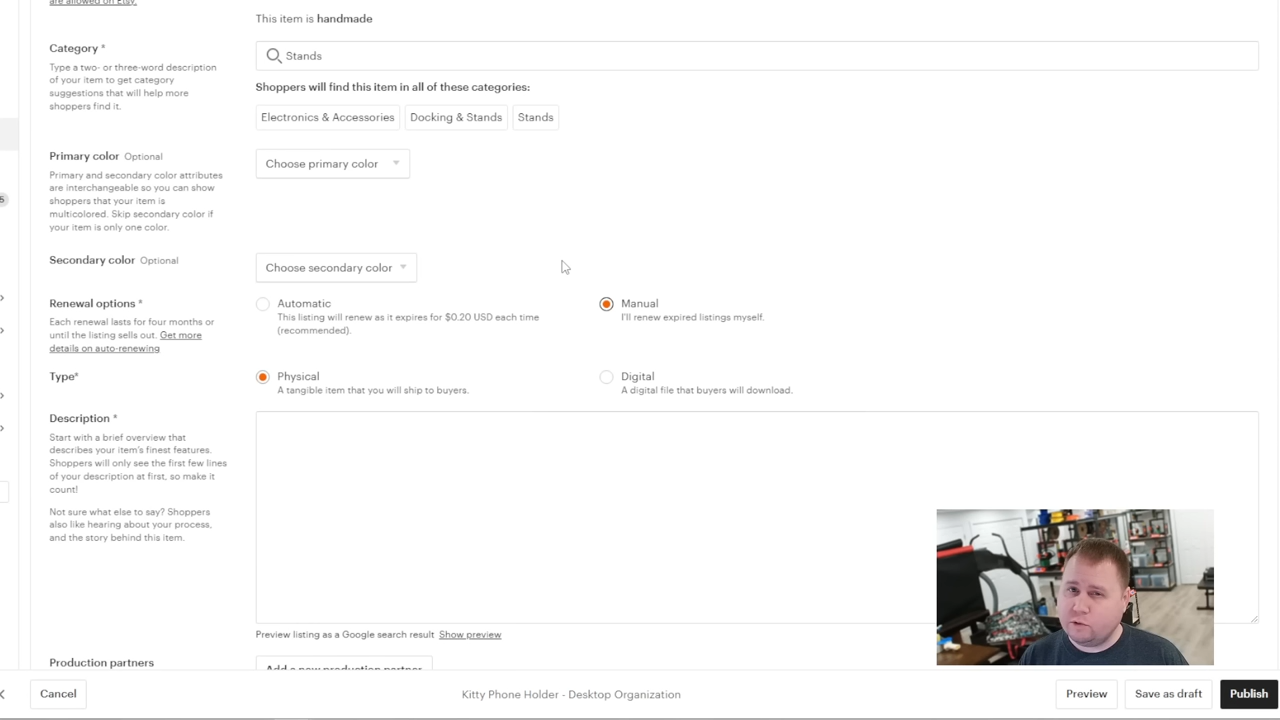 are allowed on Etsy.
This item is handmade
Category *
Type a two- or three-word description
of your item to get category
suggestions that will help more
shoppers find it.
Stands
Shoppers will find this item in all of these categories:
Electronics & Accessories
Docking & Stands
Stands
Primary color Optional
Primary and secondary color attributes
are interchangeable so you can show
shoppers that your item is
multicolored. Skip secondary color if
your item is only one color.
Choose primary color
5
Secondary color Optional
Choose secondary color
Renewal options *
Each renewal lasts for four months or
until the listing sells out. Get more
details on auto-renewing
Automatic
This listing will renew as it expires for $0.20 USD each time
(recommended).
Manual
I'll renew expired listings myself.
Type*
Physical
A tangible item that you will ship to buyers.
Digital
A digital file that buyers will download.
Description *
Start with a brief overview that
describes your item's finest features.
Shoppers will only see the first few lines
of your description at first, so make it
count!
Not sure what else to say? Shoppers
also like hearing about your process,
and the story behind this item.
Preview listing as a Google search result Show preview
Production partners
Add a new production partner
Cancel
Kitty Phone Holder - Desktop Organization
Preview
Save as draft
Publish